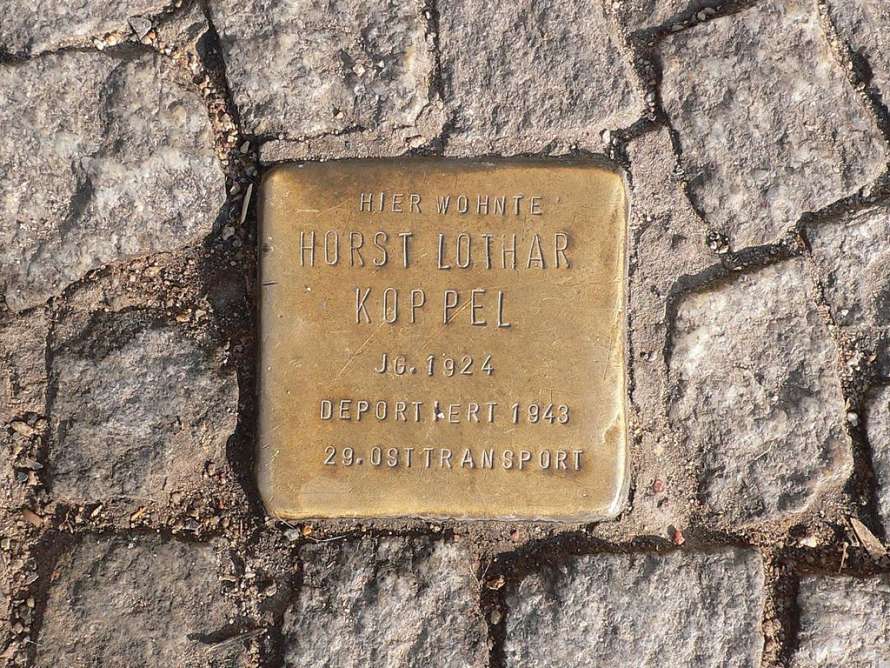 HIER WOHNTE
HORST LOTHAR
KOPPEL
JG. 1924
DEPORTIERT 1943
29. OSTTRANSPORT